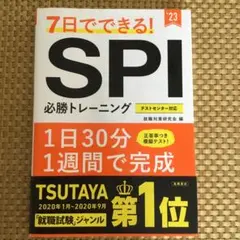 '23
7日でできる!
SPI
必勝トレーニング
テストセンター対応
就職対策研究会 編
1日30分
1週間で完成
正答率つき
模擬テスト!
TSUTAYA
2020年1月~2020年9月
「就職試験」ジャンル
第1位
高橋書店